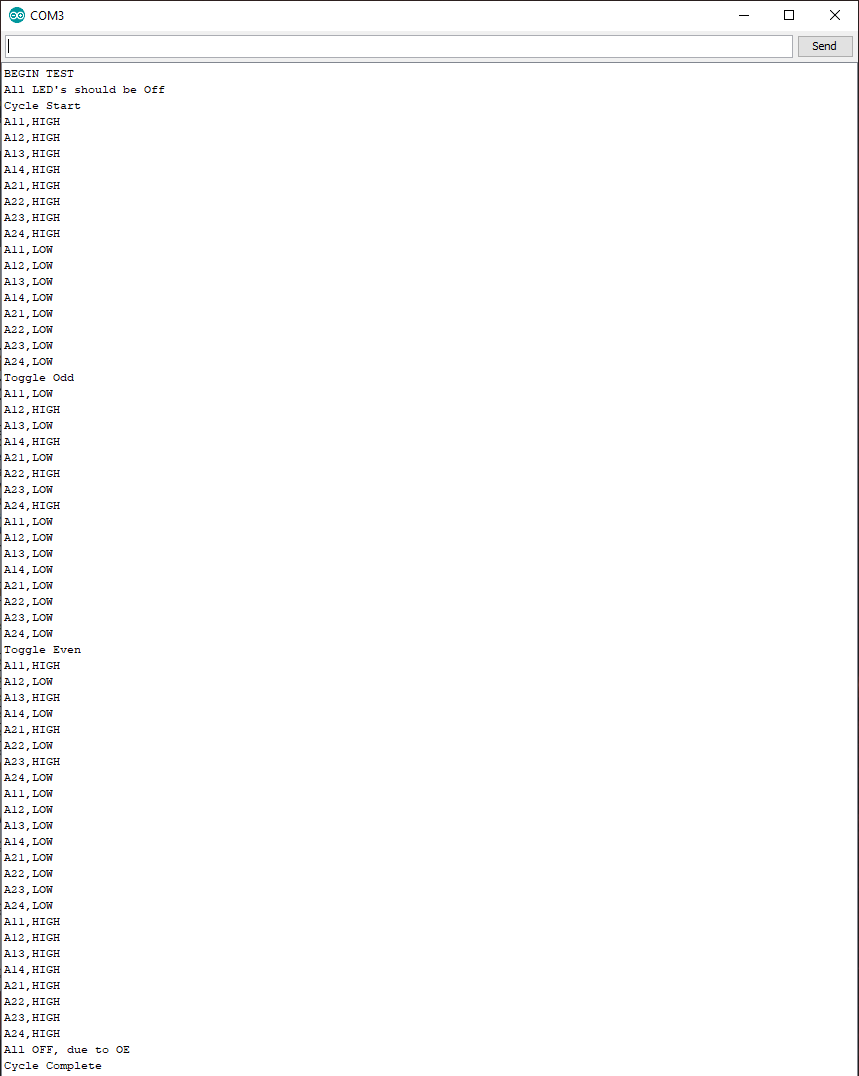 COM3
Send
BEGIN TEST
All LED's should be Off
Cycle Start
A11,HIGH
A12,HIGH
A13,HIGH
A14,HIGH
A21,HIGH
A22,HIGH
A23,HIGH
A24,HIGH
A11,LOW
A12,LOW
A13,LOW
A14,LOW
A21,LOW
A22,LOW
A23,LOW
A24,LOW
Toggle Odd
A11,LOW
A12,HIGH
A13,LOW
A14,HIGH
A21,LOW
A22,HIGH
A23,LOW
A24,HIGH
A11,LOW
A12,LOW
A13,LOW
A14,LOW
A21,LOW
A22,LOW
A23,LOW
A24,LOW
Toggle Even
A11,HIGH
A12,LOW
A13,HIGH
A14,LOW
A21,HIGH
A22,LOW
A23,HIGH
A24,LOW
A11,LOW
A12,LOW
A13,LOW
A14,LOW
A21,LOW
A22,LOW
A23,LOW
A24,LOW
A11,HIGH
A12,HIGH
A13,HIGH
A14,HIGH
A21,HIGH
A22,HIGH
A23,HIGH
A24,HIGH
All OFF, due to OE
Cycle Complete